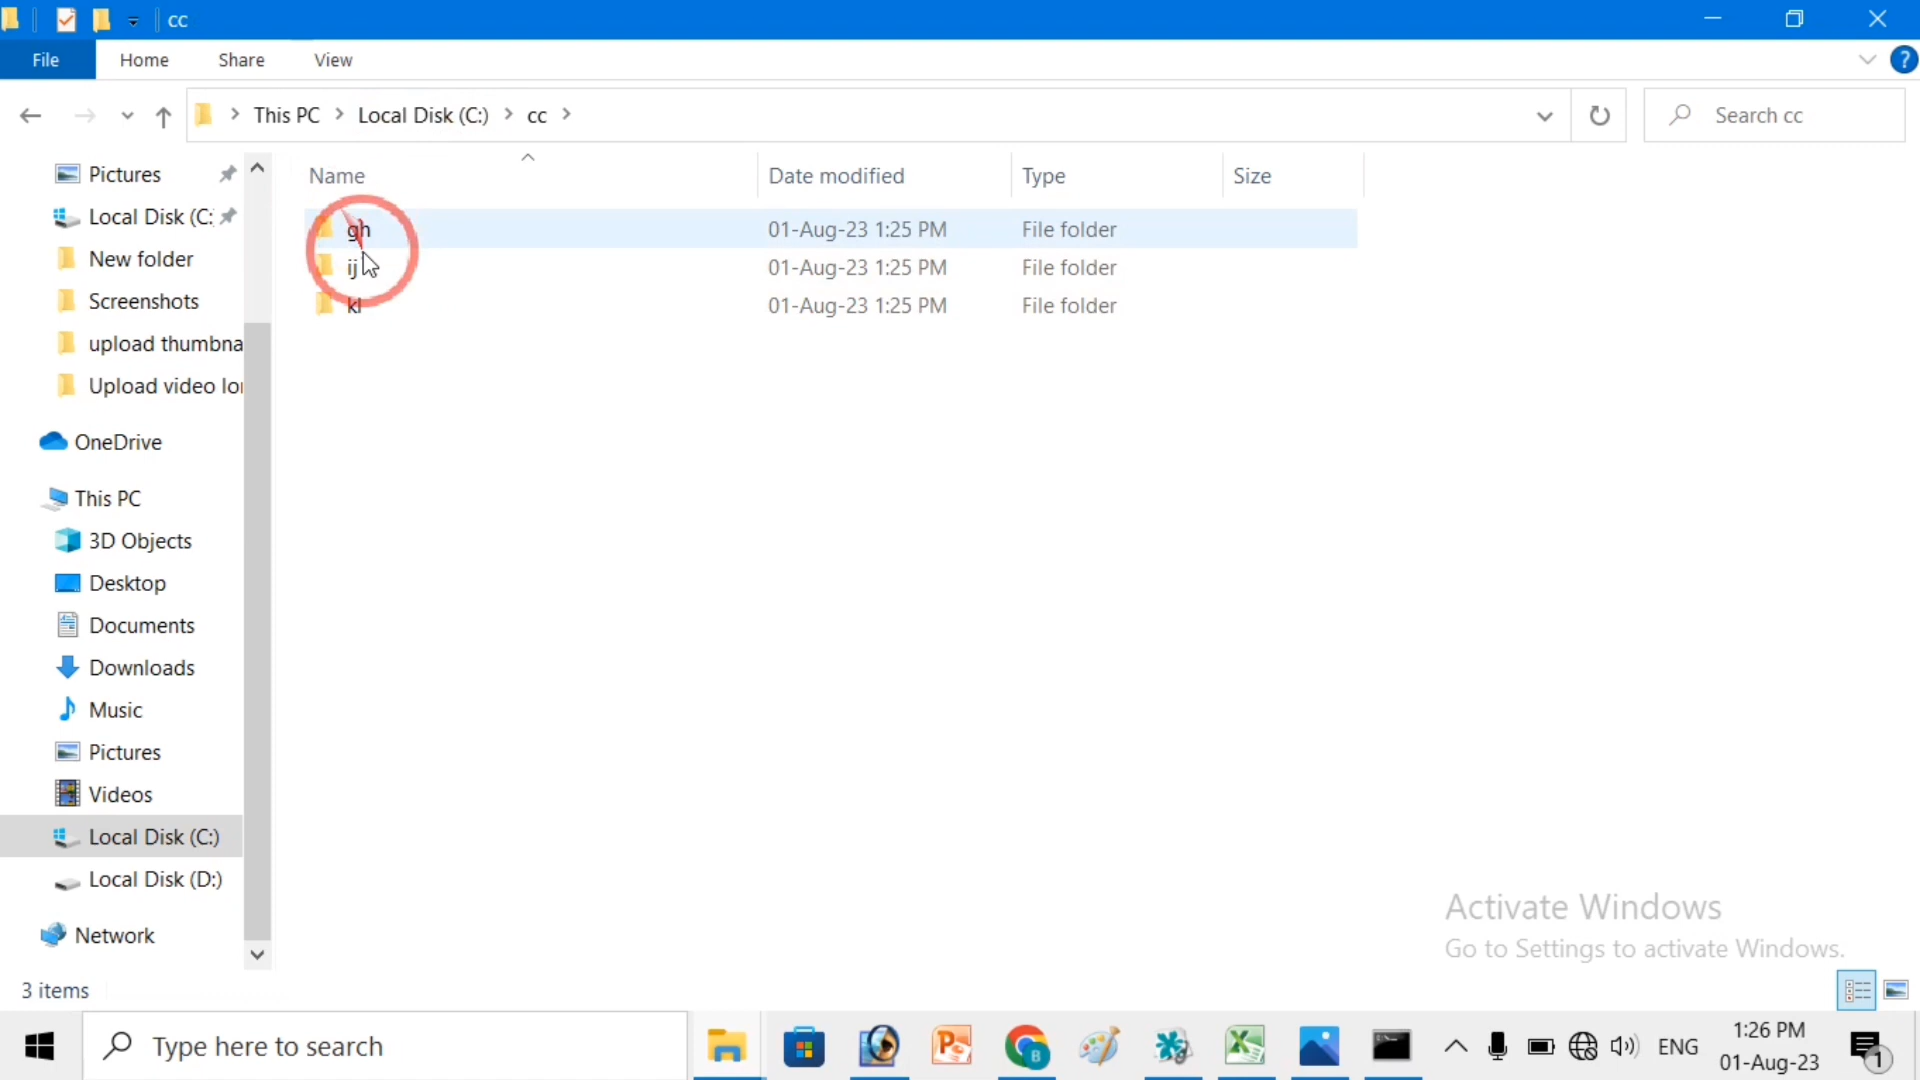 cc
File Home Share View
This PC Local Disk (C:) cc
Search cc
Name Date modified Type Size
gh 01-Aug-23 1:25 PM File folder
ij 01-Aug-23 1:25 PM File folder
kl 01-Aug-23 1:25 PM File folder
Pictures
Local Disk (C:
New folder
Screenshots
upload thumbna
Upload video lon
OneDrive
This PC
3D Objects
Desktop
Documents
Downloads
Music
Pictures
Videos
Local Disk (C:)
Local Disk (D:)
Network
Activate Windows
Go to Settings to activate Windows.
3 items
Type here to search
ENG
1:26 PM
01-Aug-23
1